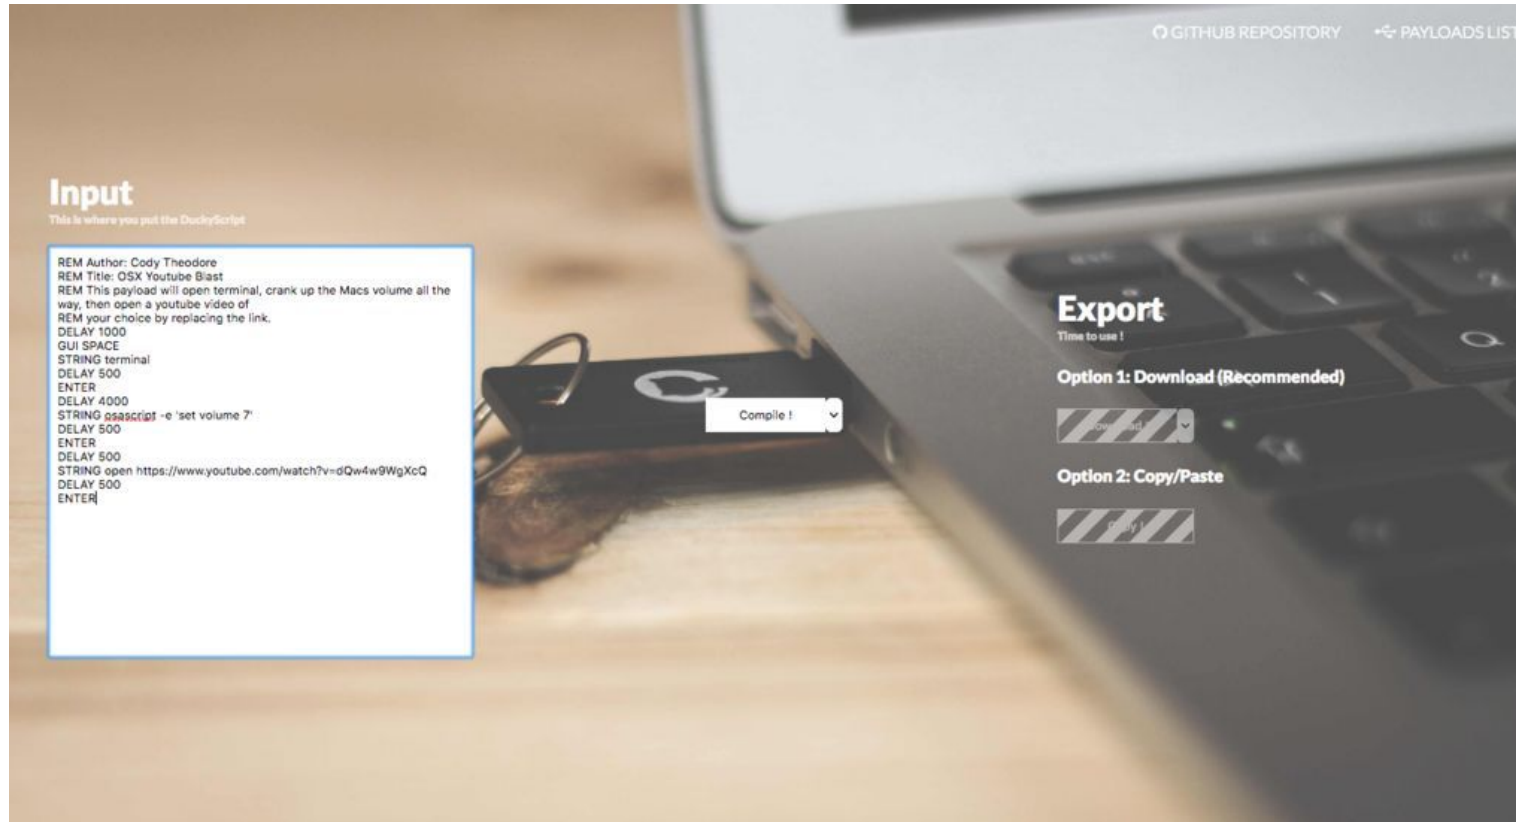 GITHUB REPOSITORY
PAYLOADS LIST
Input
This is where you put the DuckyScript
REM Author: Cody Theodore
REM Title: OSX Youtube Blast
REM This payload will open terminal, crank up the Macs volume all the
way, then open a youtube video of
REM your choice by replacing the link.
DELAY 1000
GUI SPACE
STRING terminal
DELAY 500
ENTER
DELAY 4000
STRING osascript -e 'set volume 7'
DELAY 500
ENTER
DELAY 500
STRING open https://www.youtube.com/watch?v=dQw4w9WgXcQ
DELAY 500
ENTER
Compile !
Export
Time to use !
Option 1: Download (Recommended)
Option 2: Copy/Paste